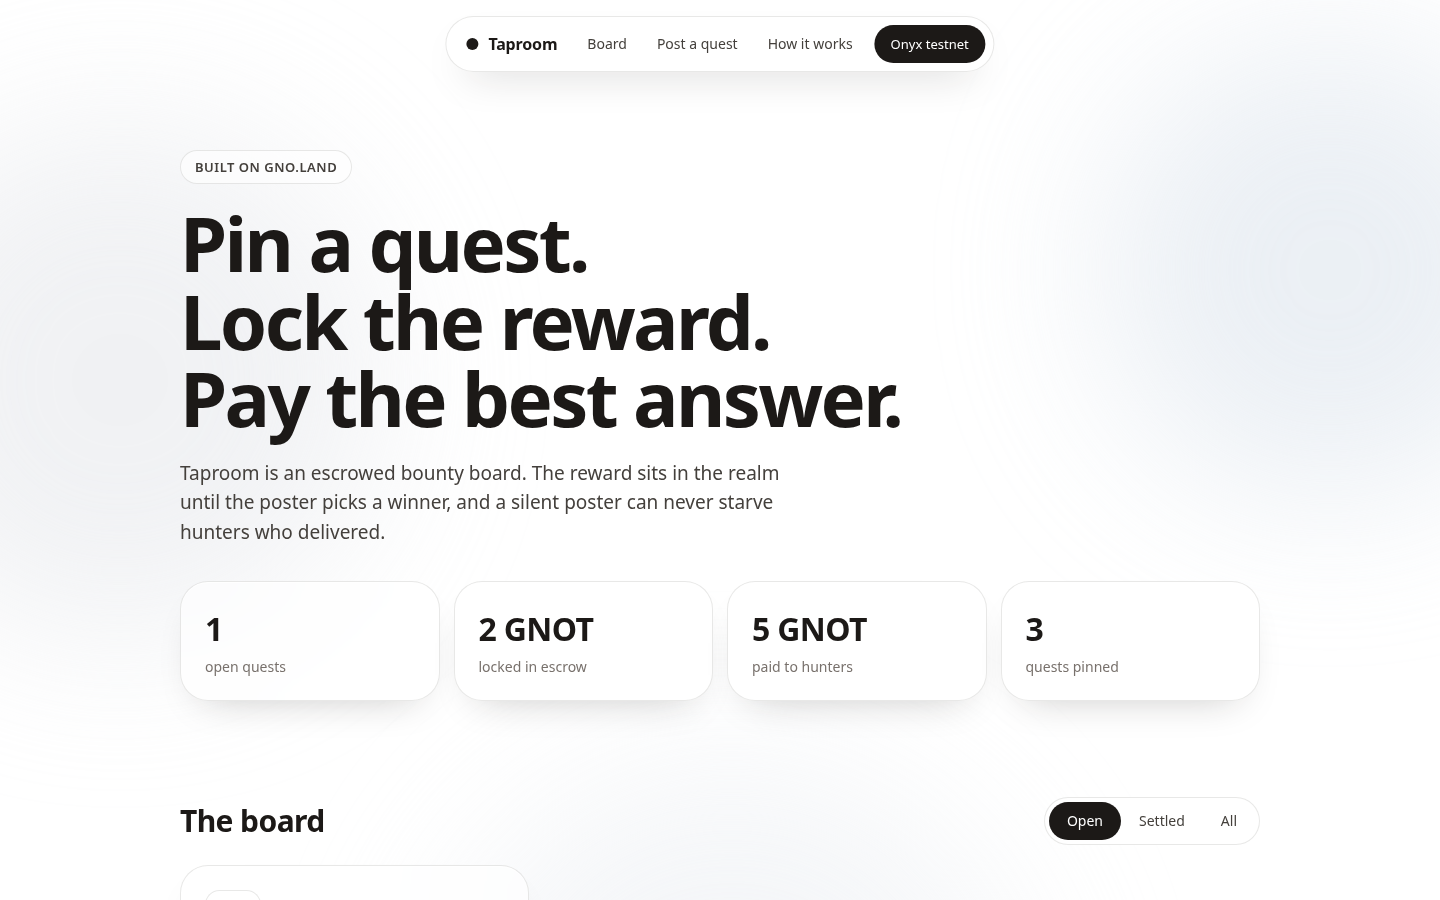 Taproom
Board
Post a quest
How it works
Onyx testnet
BUILT ON GNO.LAND
Pin a quest.
Lock the reward.
Pay the best answer.
Taproom is an escrowed bounty board. The reward sits in the realm
until the poster picks a winner, and a silent poster can never starve
hunters who delivered.
1
open quests
2 GNOT
locked in escrow
5 GNOT
paid to hunters
3
quests pinned
The board
Open
Settled
All